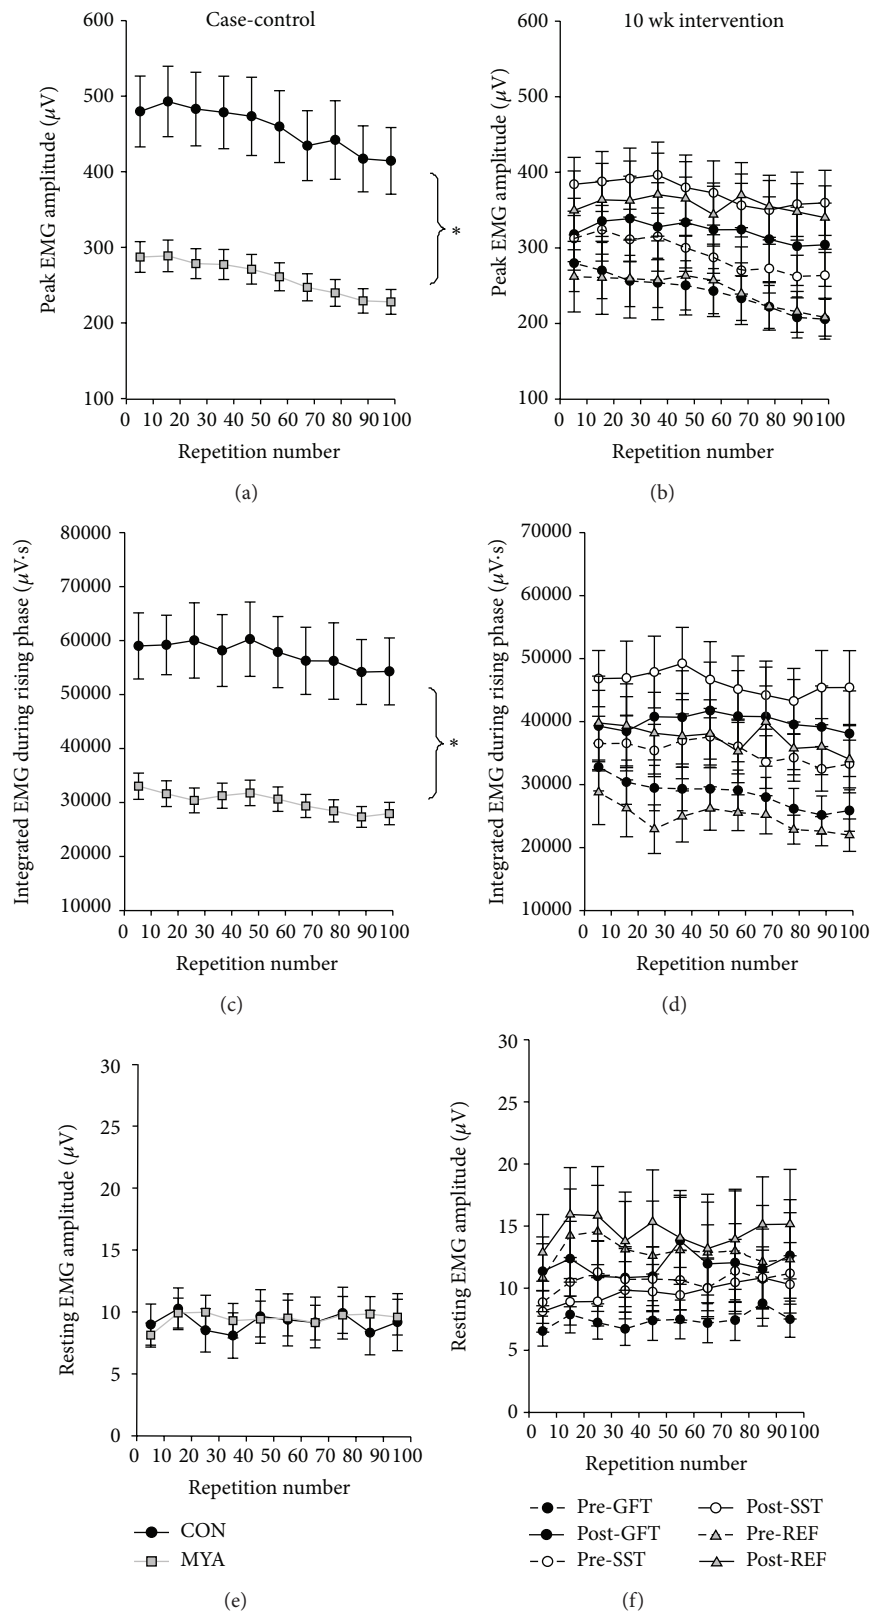 Case-control
600
500
400
300
200
100
Peak EMG amplitude (μV)
*
0 10 20 30 40 50 60 70 80 90 100
Repetition number
(a)
10 wk intervention
600
500
400
300
200
100
Peak EMG amplitude (μV)
0 10 20 30 40 50 60 70 80 90 100
Repetition number
(b)
80000
70000
60000
50000
40000
30000
20000
10000
Integrated EMG during rising phase (μV·s)
*
0 10 20 30 40 50 60 70 80 90 100
Repetition number
(c)
70000
60000
50000
40000
30000
20000
10000
Integrated EMG during rising phase (μV·s)
0 10 20 30 40 50 60 70 80 90 100
Repetition number
(d)
30
25
20
15
10
5
0
Resting EMG amplitude (μV)
0 10 20 30 40 50 60 70 80 90 100
Repetition number
CON
MYA
(e)
30
25
20
15
10
5
0
Resting EMG amplitude (μV)
0 10 20 30 40 50 60 70 80 90 100
Repetition number
Pre-GFT
Post-GFT
Pre-SST
Post-SST
Pre-REF
Post-REF
(f)